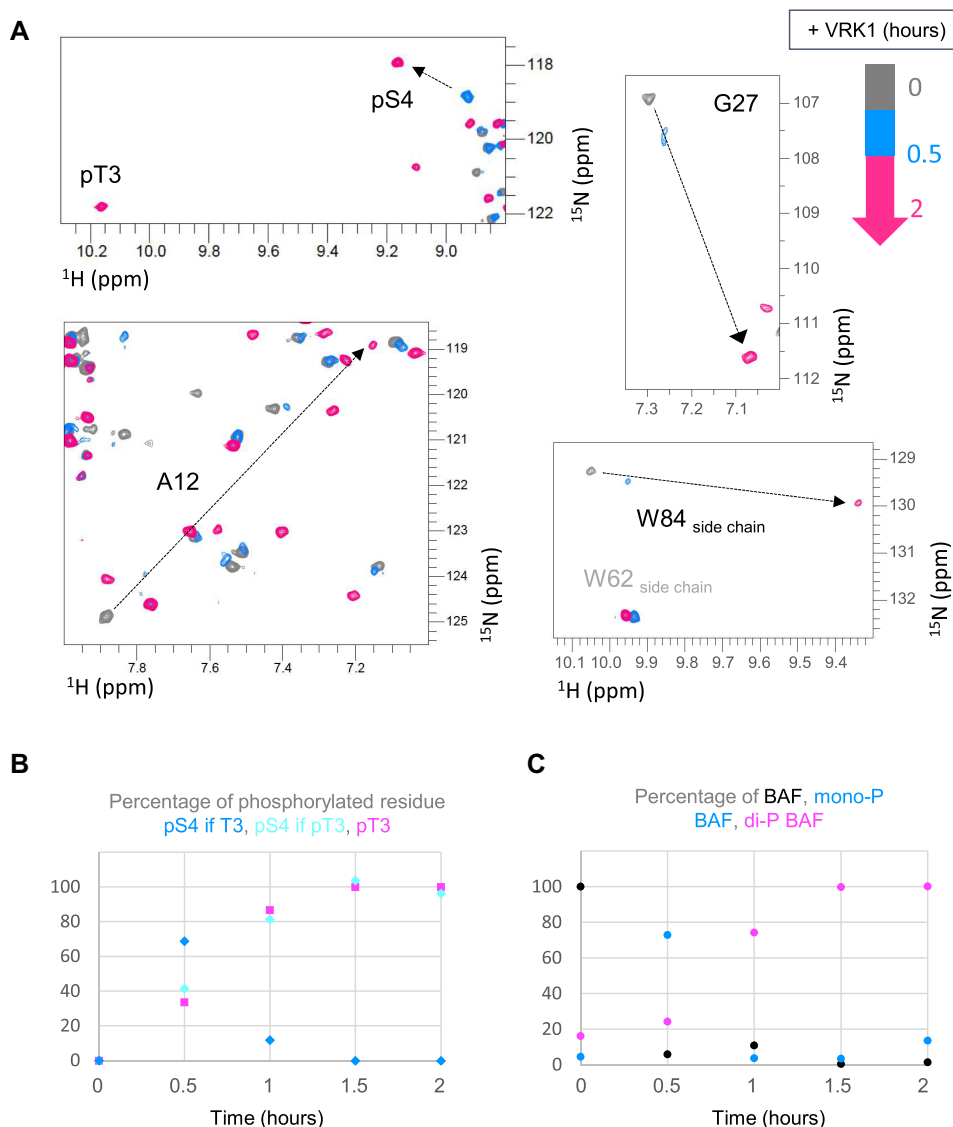 A
+ VRK1 (hours)
0
0.5
2
pS4
pT3
118
120
122
15N (ppm)
10.2 10.0 9.8 9.6 9.4 9.2 9.0
1H (ppm)
G27
107
108
109
110
111
112
15N (ppm)
7.3 7.2 7.1
A12
119
120
121
122
123
124
125
15N (ppm)
7.8 7.6 7.4 7.2
1H (ppm)
W84 side chain
W62 side chain
129
130
131
132
15N (ppm)
10.1 10.0 9.9 9.8 9.7 9.6 9.5 9.4
1H (ppm)
B
Percentage of phosphorylated residue
pS4 if T3, pS4 if pT3, pT3
100
80
60
40
20
0
0 0.5 1 1.5 2
Time (hours)
C
Percentage of BAF, mono-P
BAF, di-P BAF
100
80
60
40
20
0
0 0.5 1 1.5 2
Time (hours)